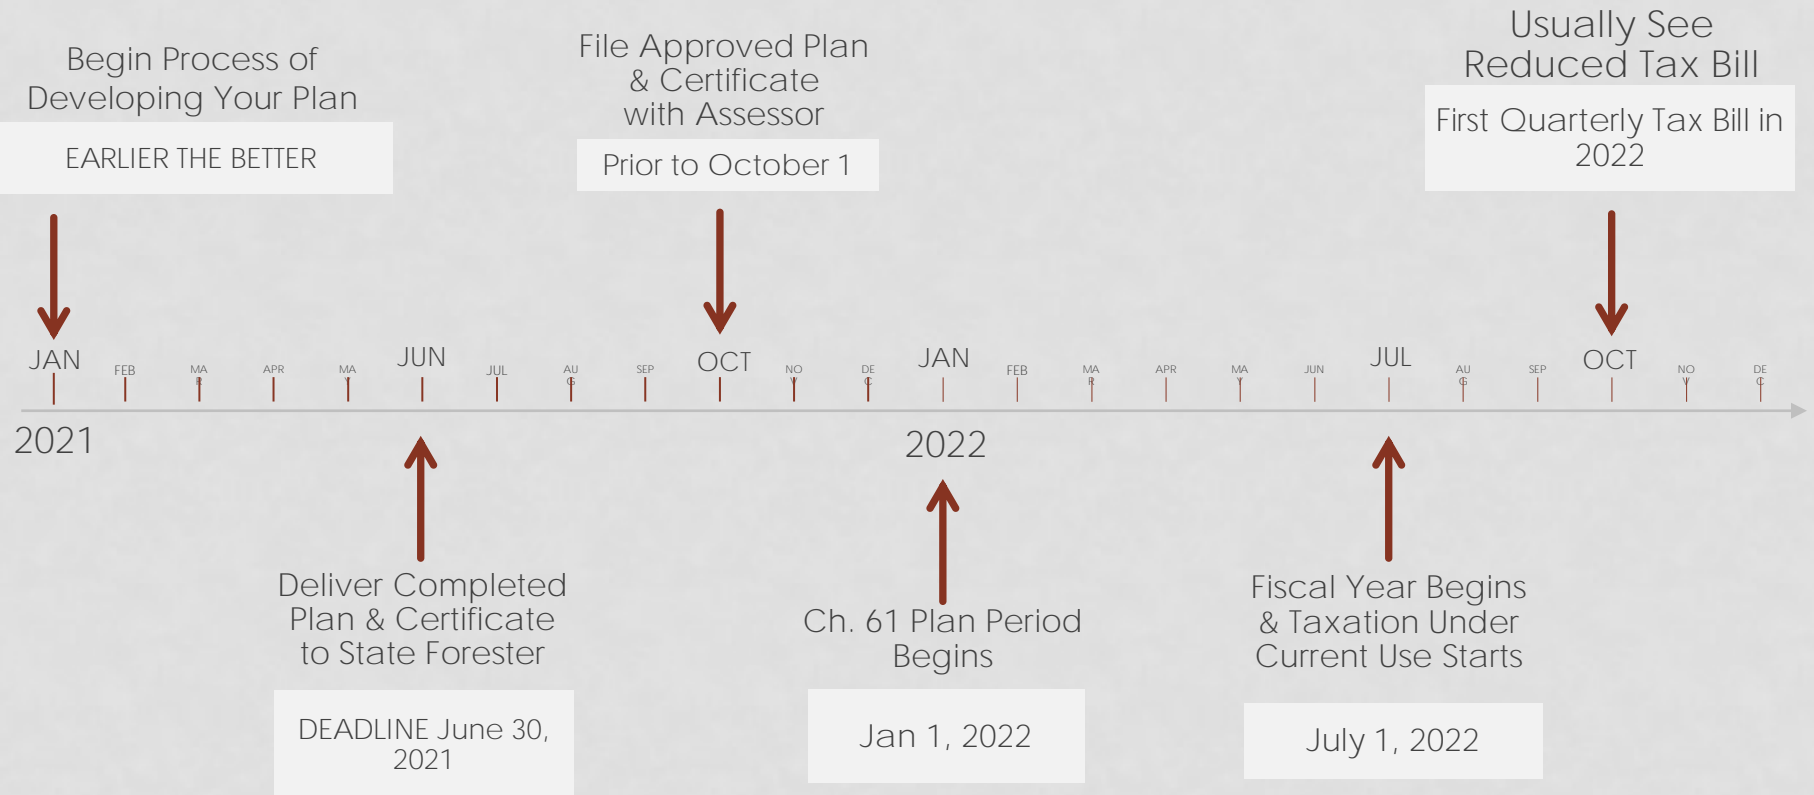 Begin Process of
Developing Your Plan
EARLIER THE BETTER
File Approved Plan
& Certificate
with Assessor
Prior to October 1
Usually See
Reduced Tax Bill
First Quarterly Tax Bill in
2022
JAN
FEB
MA
R
APR
MA
Y
JUN
JUL
AU
G
SEP
OCT
NO
V
DE
C
JAN
FEB
MA
R
APR
MA
Y
JUN
JUL
AU
G
SEP
OCT
NO
V
DE
C
2021
2022
Deliver Completed
Plan & Certificate
to State Forester
DEADLINE June 30,
2021
Ch. 61 Plan Period
Begins
Jan 1, 2022
Fiscal Year Begins
& Taxation Under
Current Use Starts
July 1, 2022